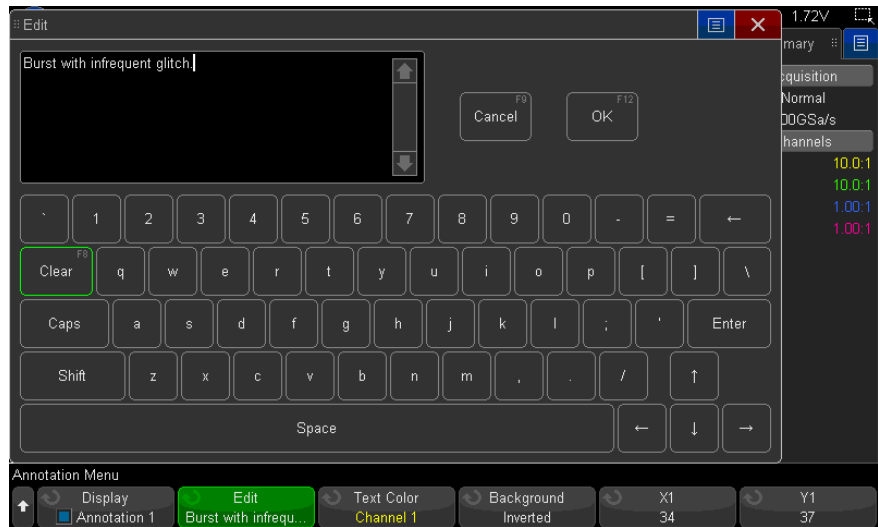 Edit
1.72V
mary
Burst with infrequent glitch.
cquisition
Normal
00GSa/s
hannels
10.0:1
10.0:1
1.00:1
1.00:1
Cancel F9 OK F12
` 1 2 3 4 5 6 7 8 9 0 - = ←
Clear F8 q w e r t y u i o p [ ] \
Caps a s d f g h j k l ; ' Enter
Shift z x c v b n m , . / ↑
Space ← ↓ →
Annotation Menu
Display Edit Text Color Background X1 Y1
Annotation 1 Burst with infrequ... Channel 1 Inverted 34 37